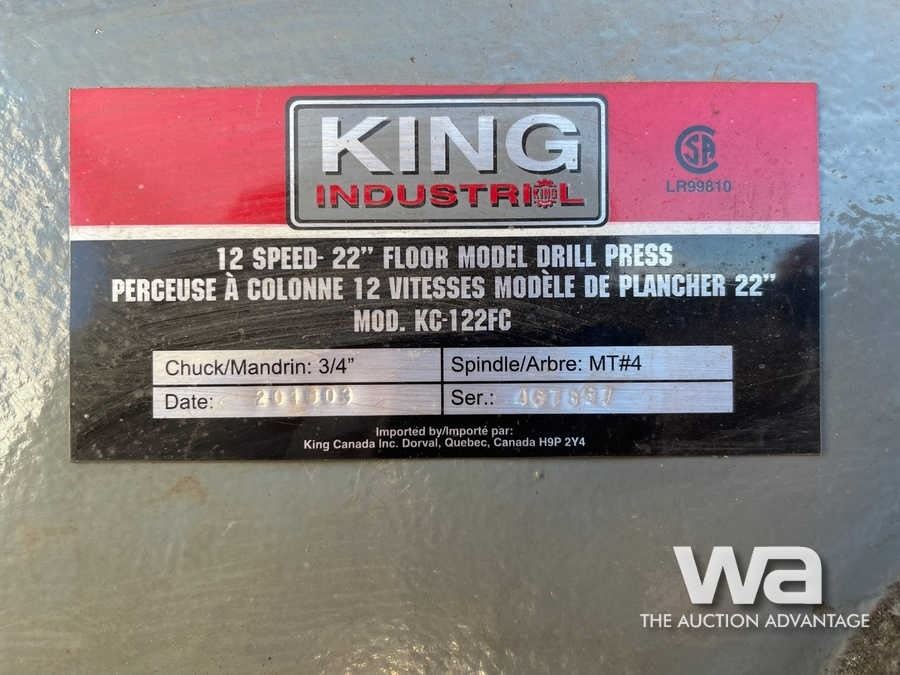 KING
INDUSTRIAL
KING
CSA
LR99810
12 SPEED- 22" FLOOR MODEL DRILL PRESS
PERCEUSE À COLONNE 12 VITESSES MODÈLE DE PLANCHER 22"
MOD. KC-122FC
Chuck/Mandrin: 3/4"
Spindle/Arbre: MT#4
Date:
Ser.:
Imported by/Importé par:
King Canada Inc. Dorval, Quebec, Canada H9P 2Y4
wa
THE AUCTION ADVANTAGE